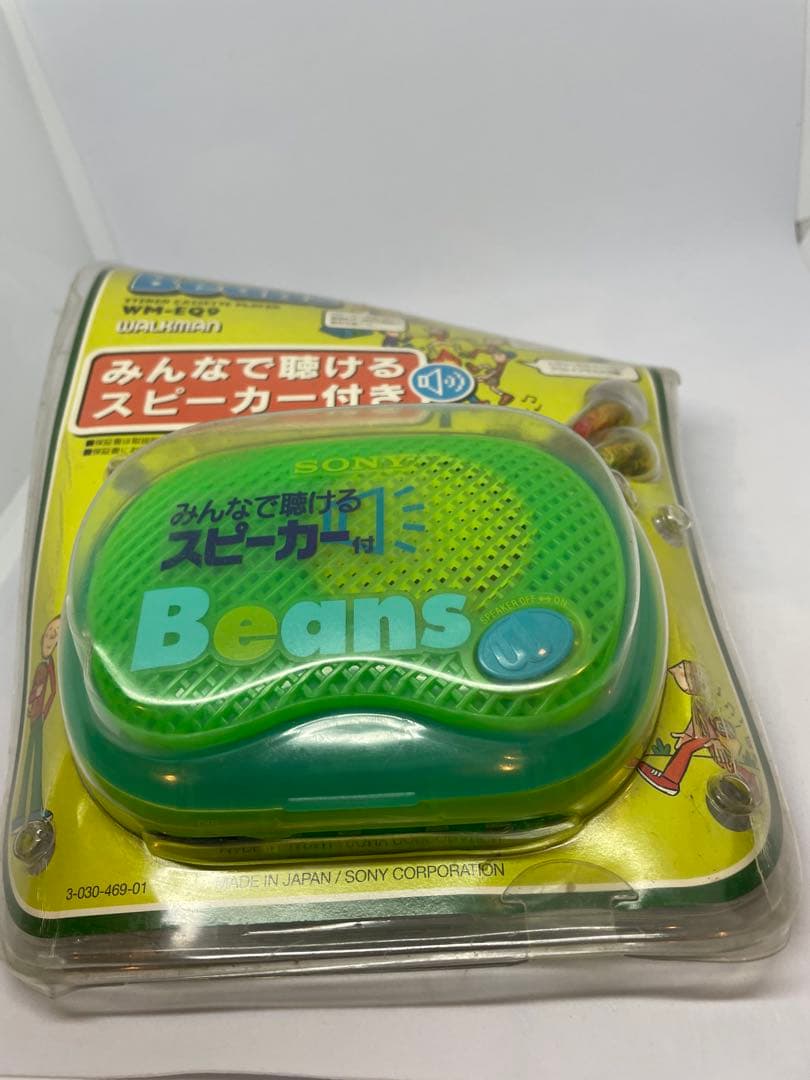 Beans
STEREO CASSETTE PLAYER
WM-EQ9
WALKMAN
みんなで聴ける
スピーカー付き
SONY
みんなで聴ける
スピーカー付
Beans
SPEAKER OFF ↔ ON
W
3-030-469-01
MADE IN JAPAN / SONY CORPORATION